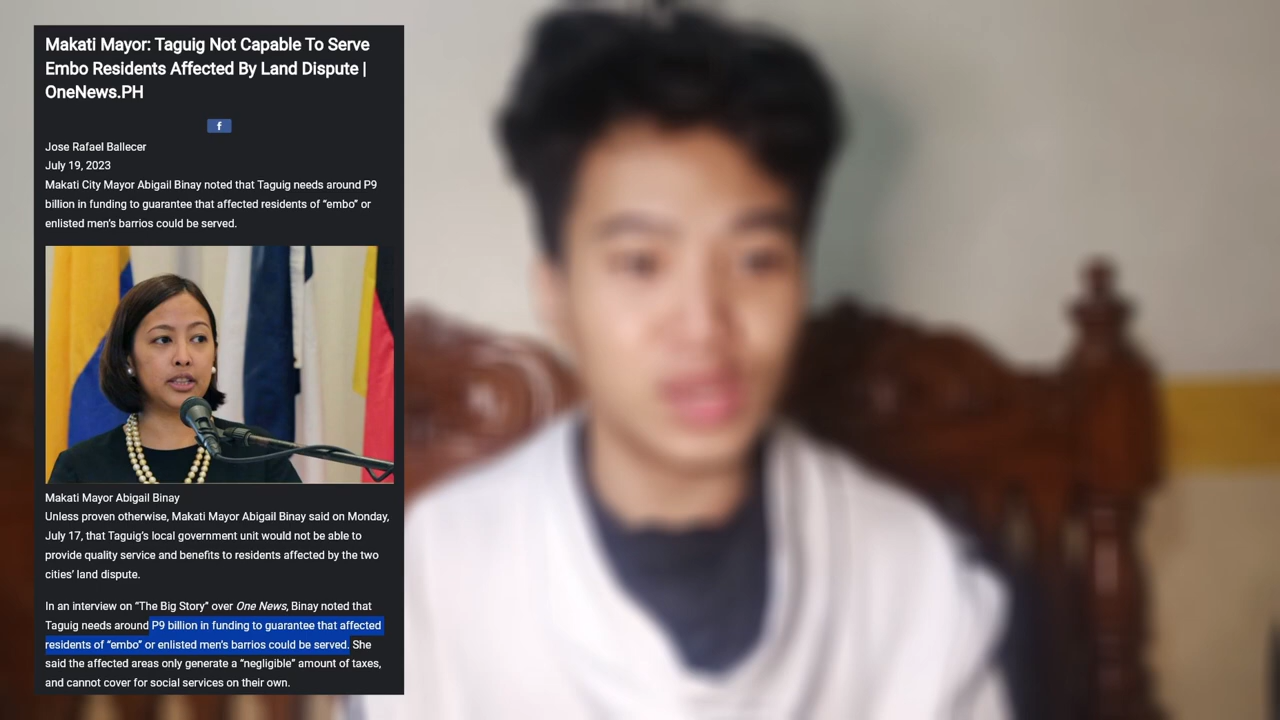 Makati Mayor: Taguig Not Capable To Serve
Embo Residents Affected By Land Dispute |
OneNews.PH
f
Jose Rafael Ballecer
July 19, 2023
Makati City Mayor Abigail Binay noted that Taguig needs around P9
billion in funding to guarantee that affected residents of “embo” or
enlisted men’s barrios could be served.
Makati Mayor Abigail Binay
Unless proven otherwise, Makati Mayor Abigail Binay said on Monday,
July 17, that Taguig’s local government unit would not be able to
provide quality service and benefits to residents affected by the two
cities’ land dispute.
In an interview on “The Big Story” over One News, Binay noted that
Taguig needs around P9 billion in funding to guarantee that affected
residents of “embo” or enlisted men’s barrios could be served. She
said the affected areas only generate a “negligible” amount of taxes,
and cannot cover for social services on their own.